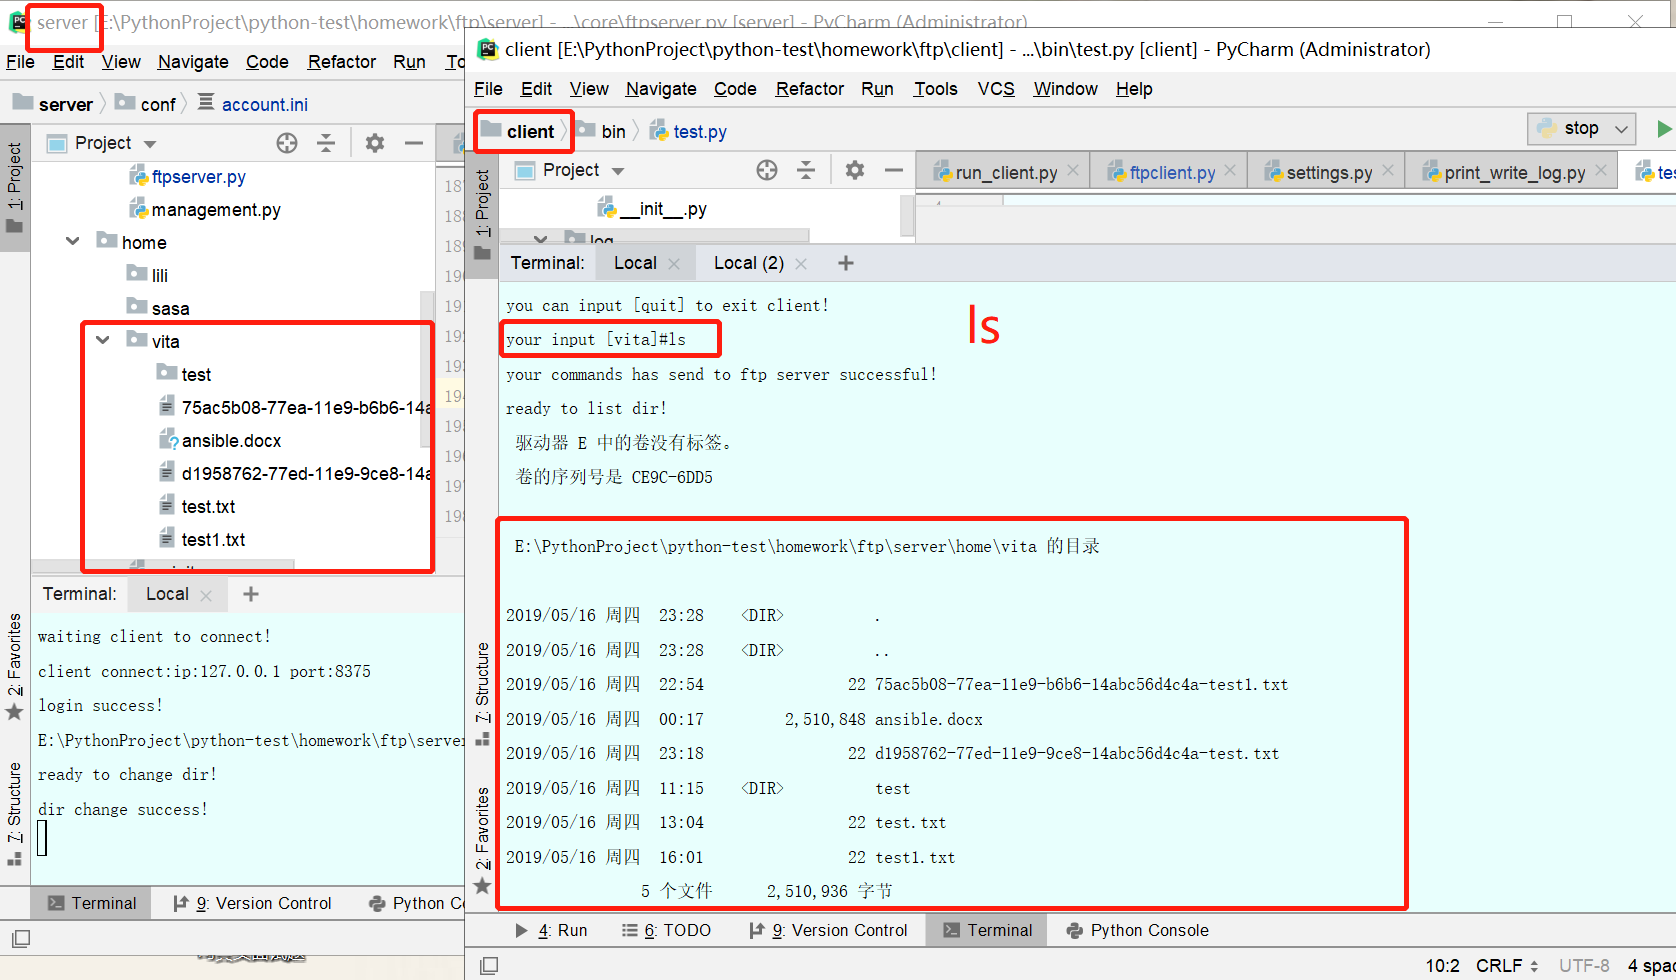 server [E:\PythonProject\python-test\homework\ftp\server] - ...\core\ftpserver.py [server] - PyCharm (Administrator)
File Edit View Navigate Code Refactor Run
server conf account.ini
1: Project
Project
ftpserver.py
management.py
home
lili
sasa
vita
test
75ac5b08-77ea-11e9-b6b6-14a
ansible.docx
d1958762-77ed-11e9-9ce8-14a
test.txt
test1.txt
Terminal: Local
waiting client to connect!
client connect:ip:127.0.0.1 port:8375
login success!
E:\PythonProject\python-test\homework\ftp\server
ready to change dir!
dir change success!
2: Favorites
7: Structure
Terminal 9: Version Control Python Co
client [E:\PythonProject\python-test\homework\ftp\client] - ...\bin\test.py [client] - PyCharm (Administrator)
File Edit View Navigate Code Refactor Run Tools VCS Window Help
client bin test.py
stop
1: Project
Project
run_client.py ftpclient.py settings.py print_write_log.py tes
__init__.py
log
Terminal: Local Local (2)
you can input [quit] to exit client!
your input [vita]#ls
ls
your commands has send to ftp server successful!
ready to list dir!
驱动器 E 中的卷没有标签。
卷的序列号是 CE9C-6DD5
E:\PythonProject\python-test\homework\ftp\server\home\vita 的目录
2019/05/16 周四 23:28 <DIR> .
2019/05/16 周四 23:28 <DIR> ..
2019/05/16 周四 22:54 22 75ac5b08-77ea-11e9-b6b6-14abc56d4c4a-test1.txt
2019/05/16 周四 00:17 2,510,848 ansible.docx
2019/05/16 周四 23:18 22 d1958762-77ed-11e9-9ce8-14abc56d4c4a-test.txt
2019/05/16 周四 11:15 <DIR> test
2019/05/16 周四 13:04 22 test.txt
2019/05/16 周四 16:01 22 test1.txt
5 个文件 2,510,936 字节
7: Structure
2: Favorites
4: Run 6: TODO 9: Version Control Terminal Python Console
10:2 CRLF UTF-8 4 spac